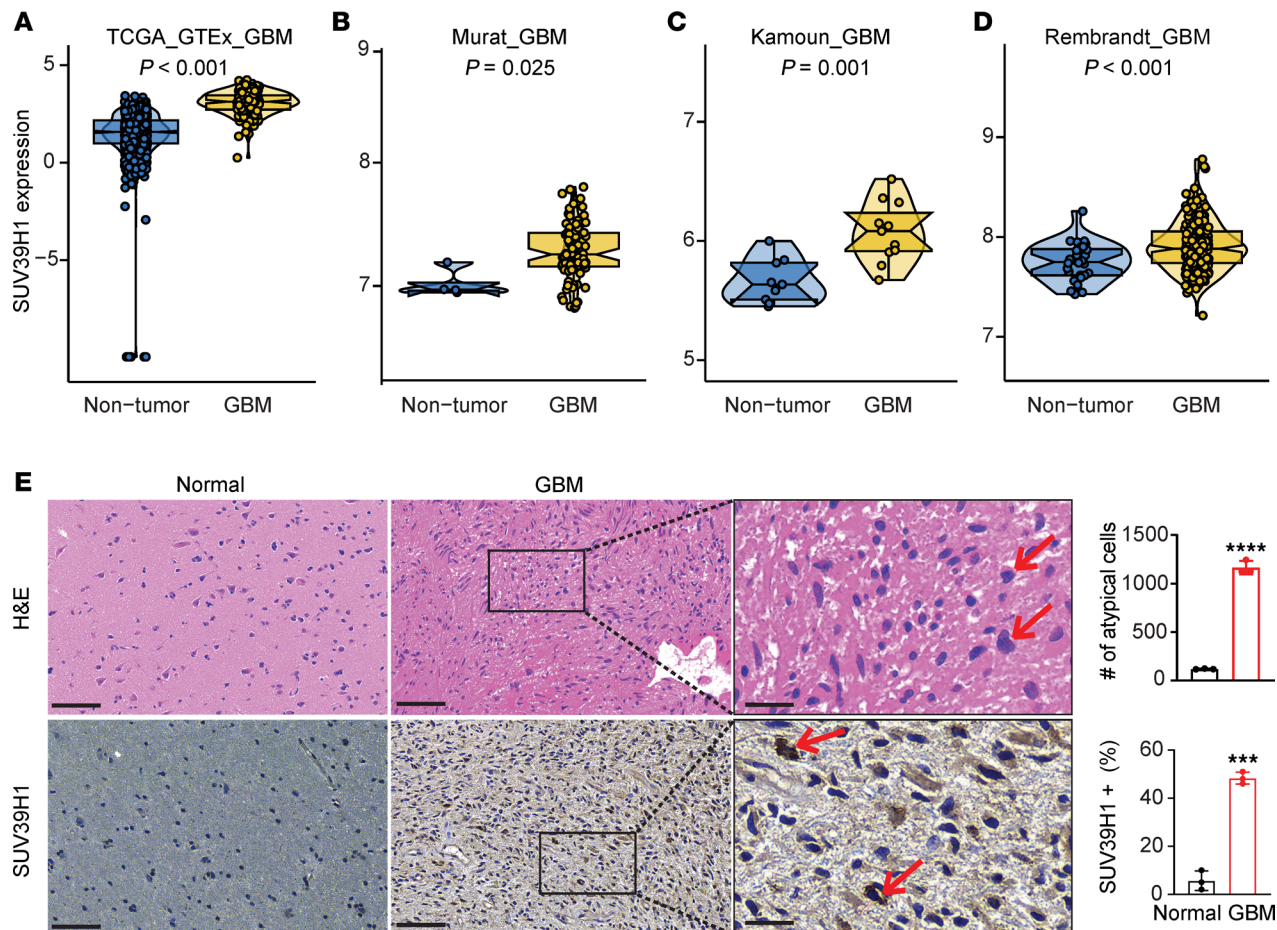 A
TCGA_GTEx_GBM
P < 0.001
SUV39H1 expression
5
0
−5
Non−tumor
GBM
B
Murat_GBM
P = 0.025
9
8
7
Non−tumor
GBM
C
Kamoun_GBM
P = 0.001
7
6
5
Non−tumor
GBM
D
Rembrandt_GBM
P < 0.001
9
8
7
Non−tumor
GBM
E
Normal
GBM
H&E
SUV39H1
# of atypical cells
1500
1000
500
0
****
SUV39H1 + (%)
60
40
20
0
***
Normal GBM